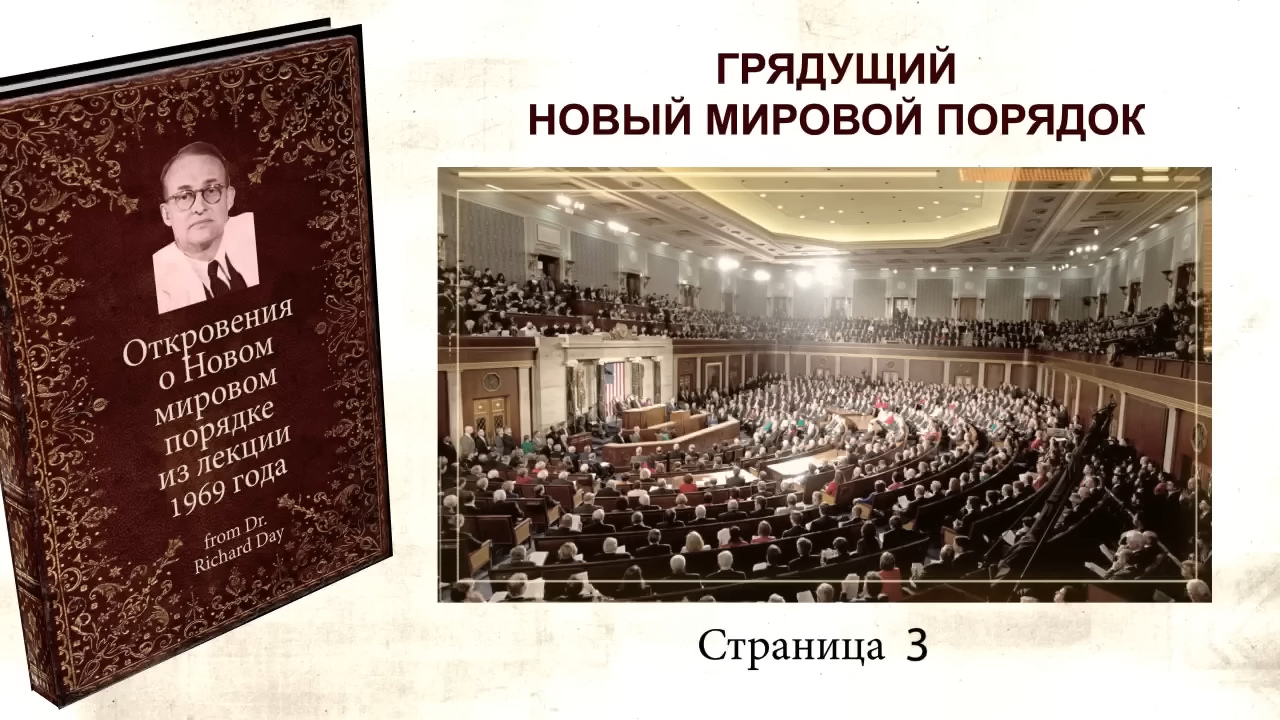 Откровения
о Новом
мировом
порядке
из лекции
1969 года
from Dr.
Richard Day
ГРЯДУЩИЙ
НОВЫЙ МИРОВОЙ ПОРЯДОК
Страница 3